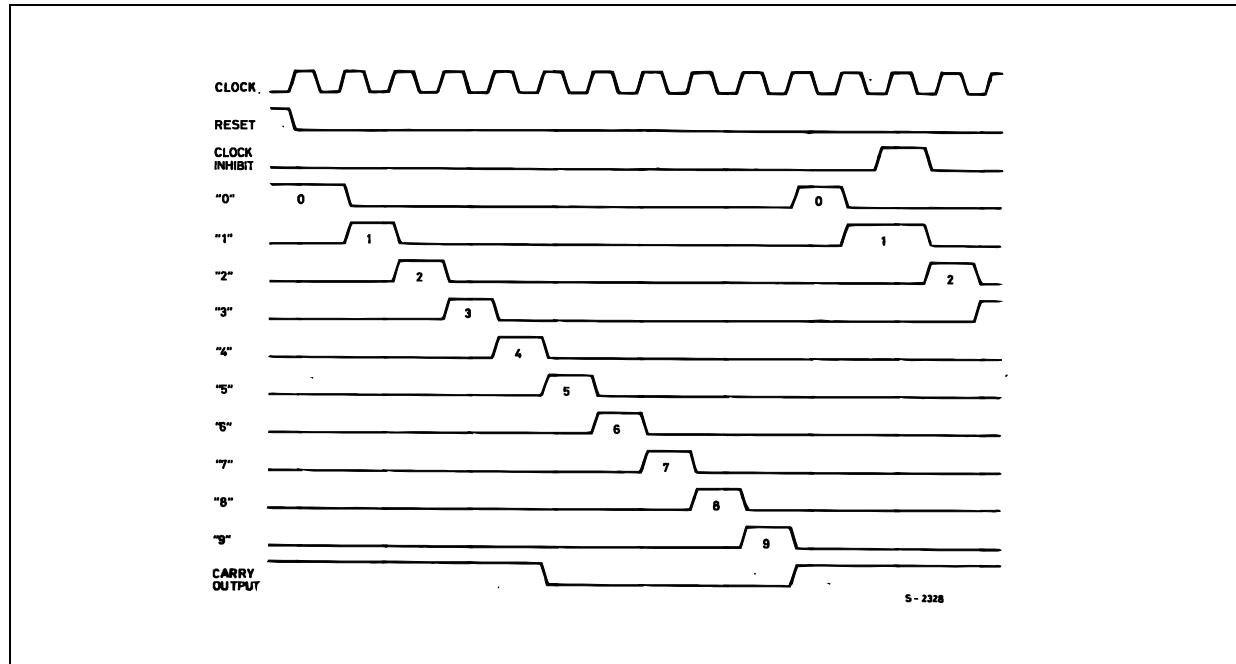 CLOCK
RESET
CLOCK
INHIBIT
"0" 0 0
"1" 1 1
"2" 2 2
"3" 3
"4" 4
"5" 5
"6" 6
"7" 7
"8" 8
"9" 9
CARRY
OUTPUT
S-2328